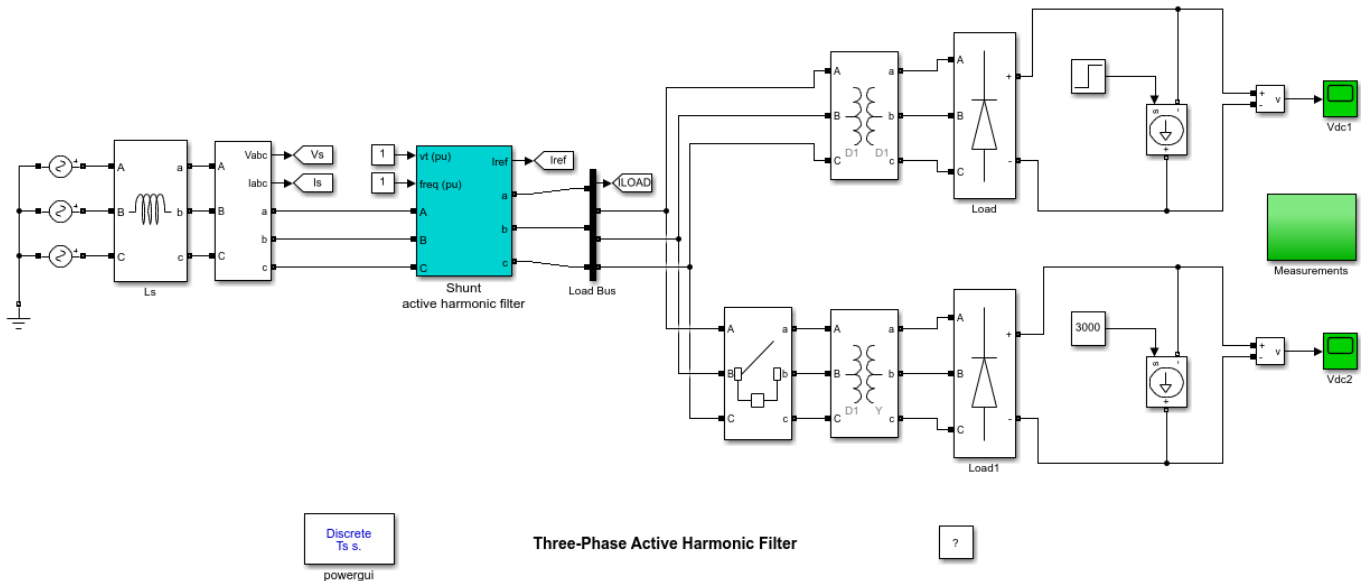 A
a
B
b
C
c
Ls
Vabc
Iabc
A
a
B
b
C
c
Vs
Is
1
1
vt (pu)
Iref
freq (pu)
a
A
b
B
c
C
Shunt
active harmonic filter
Iref
ILOAD
Load Bus
A
a
B
b
C
c
D1
D1
A
B
C
+
-
Load
s
-
+
+
-
v
Vdc1
Measurements
A
a
B
b
C
c
A
a
B
b
C
c
D1
Y
A
B
C
+
-
Load1
3000
s
-
+
+
-
v
Vdc2
Discrete
Ts s.
powergui
Three-Phase Active Harmonic Filter
?